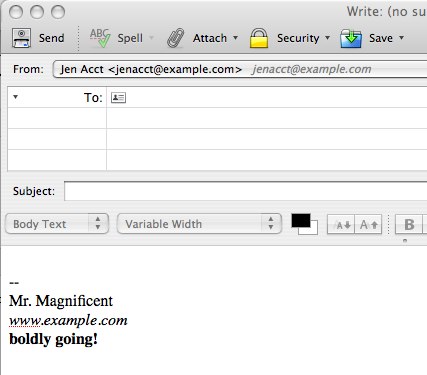 Write: (no su
Send Spell Attach Security Save
From: Jen Acct <jenacct@example.com> jenacct@example.com
To:
Subject:
Body Text Variable Width A A B
--
Mr. Magnificent
www.example.com
boldly going!